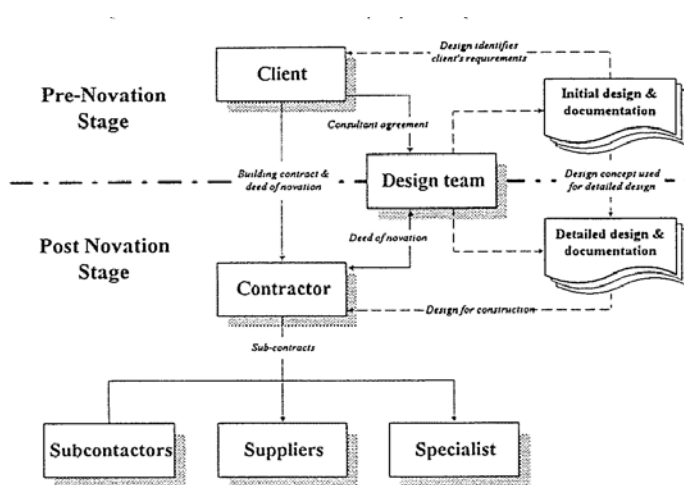 Design identifies
client's requirements
Client
Initial design &
documentation
Pre-Novation
Stage
Consultant agreement
Building contract &
deed of novation
Design team
Design concept used
for detailed design
Post Novation
Stage
Deed of novation
Detailed design &
documentation
Contractor
Design for construction
Sub-contracts
Subcontactors
Suppliers
Specialist